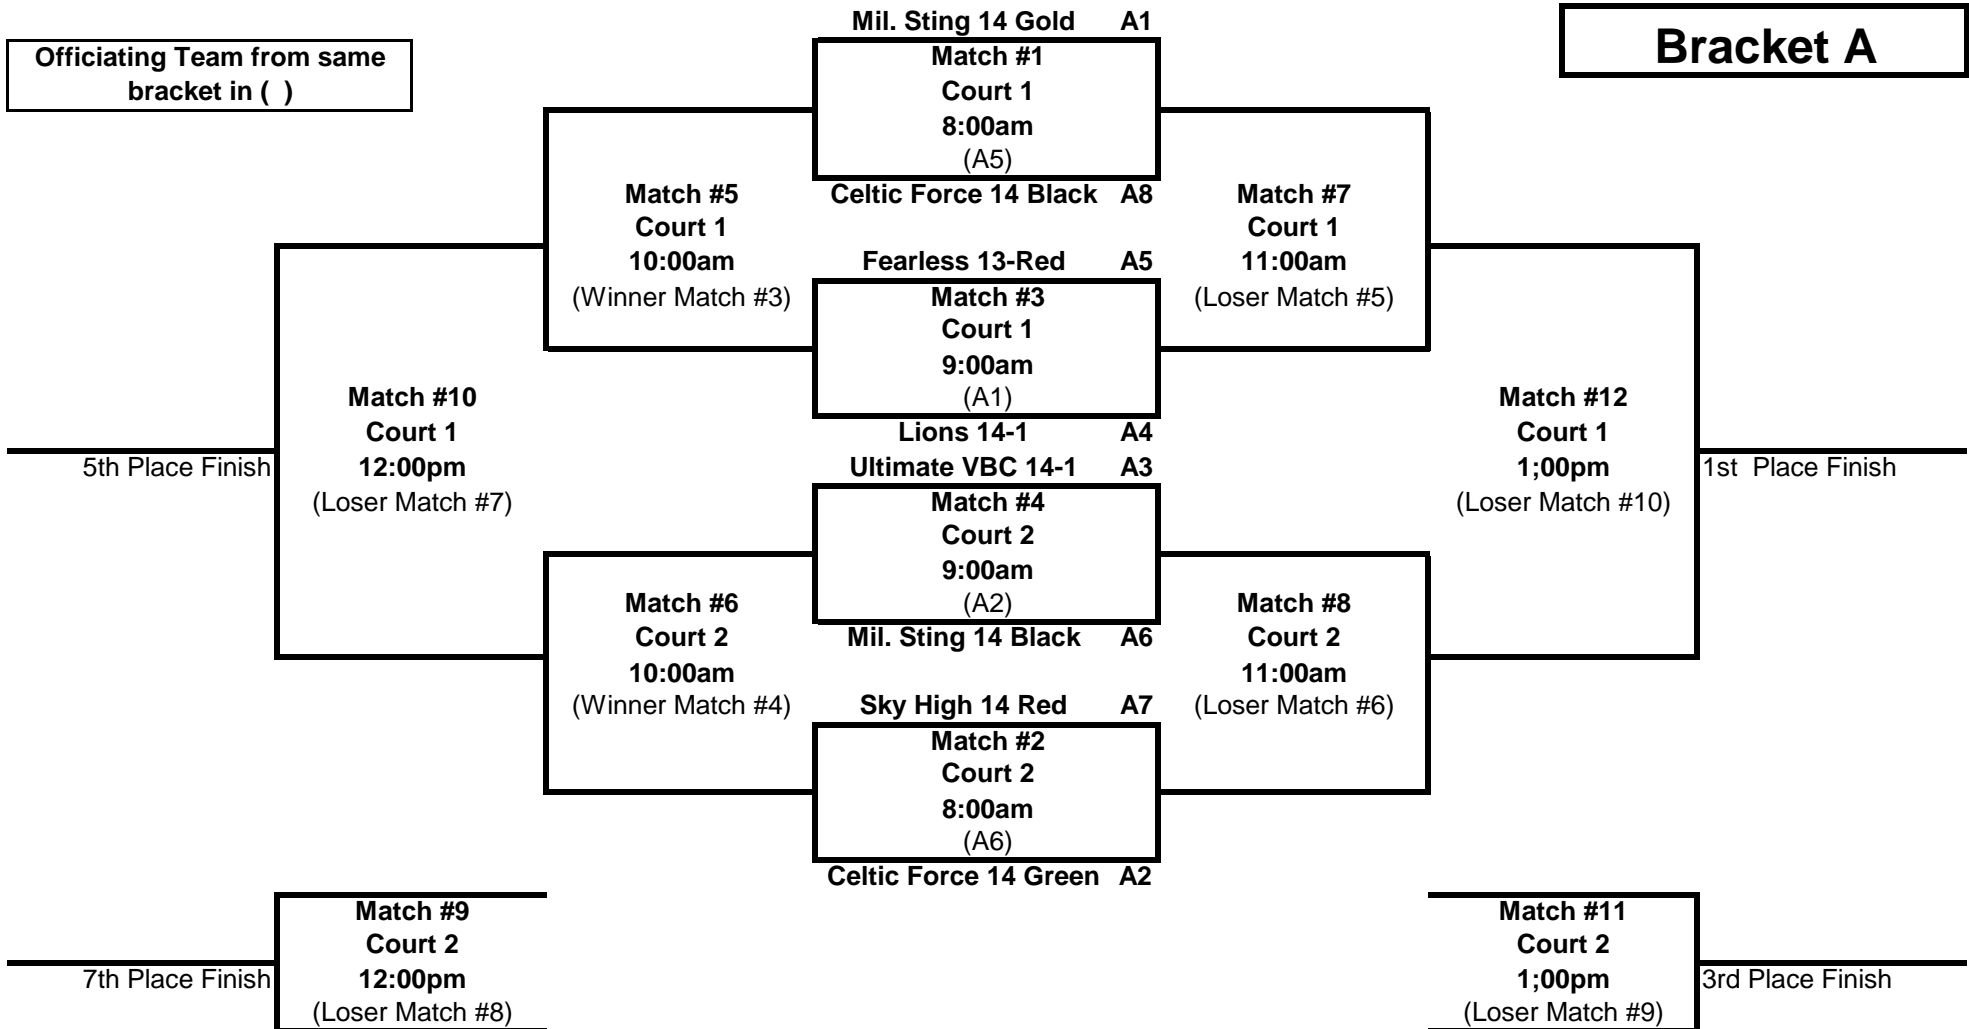 Mil. Sting 14 Gold A1
Officiating Team from same
bracket in ( )
Bracket A
Match #1
Court 1
8:00am
(A5)
Celtic Force 14 Black A8
Match #5
Court 1
10:00am
(Winner Match #3)
Match #7
Court 1
11:00am
(Loser Match #5)
Fearless 13-Red A5
Match #3
Court 1
9:00am
(A1)
Lions 14-1 A4
Match #10
Court 1
12:00pm
(Loser Match #7)
5th Place Finish
Match #12
Court 1
1;00pm
(Loser Match #10)
1st  Place Finish
Ultimate VBC 14-1 A3
Match #4
Court 2
9:00am
(A2)
Mil. Sting 14 Black A6
Match #6
Court 2
10:00am
(Winner Match #4)
Match #8
Court 2
11:00am
(Loser Match #6)
Sky High 14 Red A7
Match #2
Court 2
8:00am
(A6)
Celtic Force 14 Green A2
Match #9
Court 2
12:00pm
(Loser Match #8)
7th Place Finish
Match #11
Court 2
1;00pm
(Loser Match #9)
3rd Place Finish